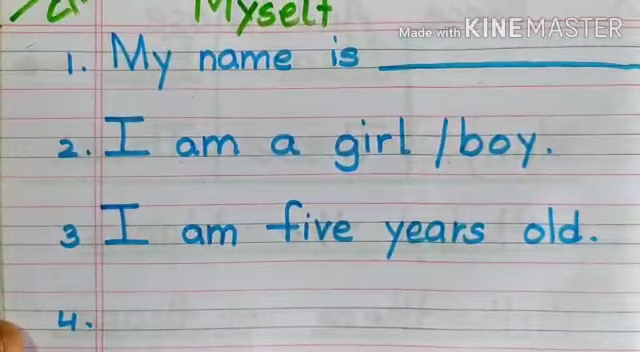 Myself
Made with KINEMASTER
1. My name is
2. I am a girl /boy.
3 I am five years old.
4.